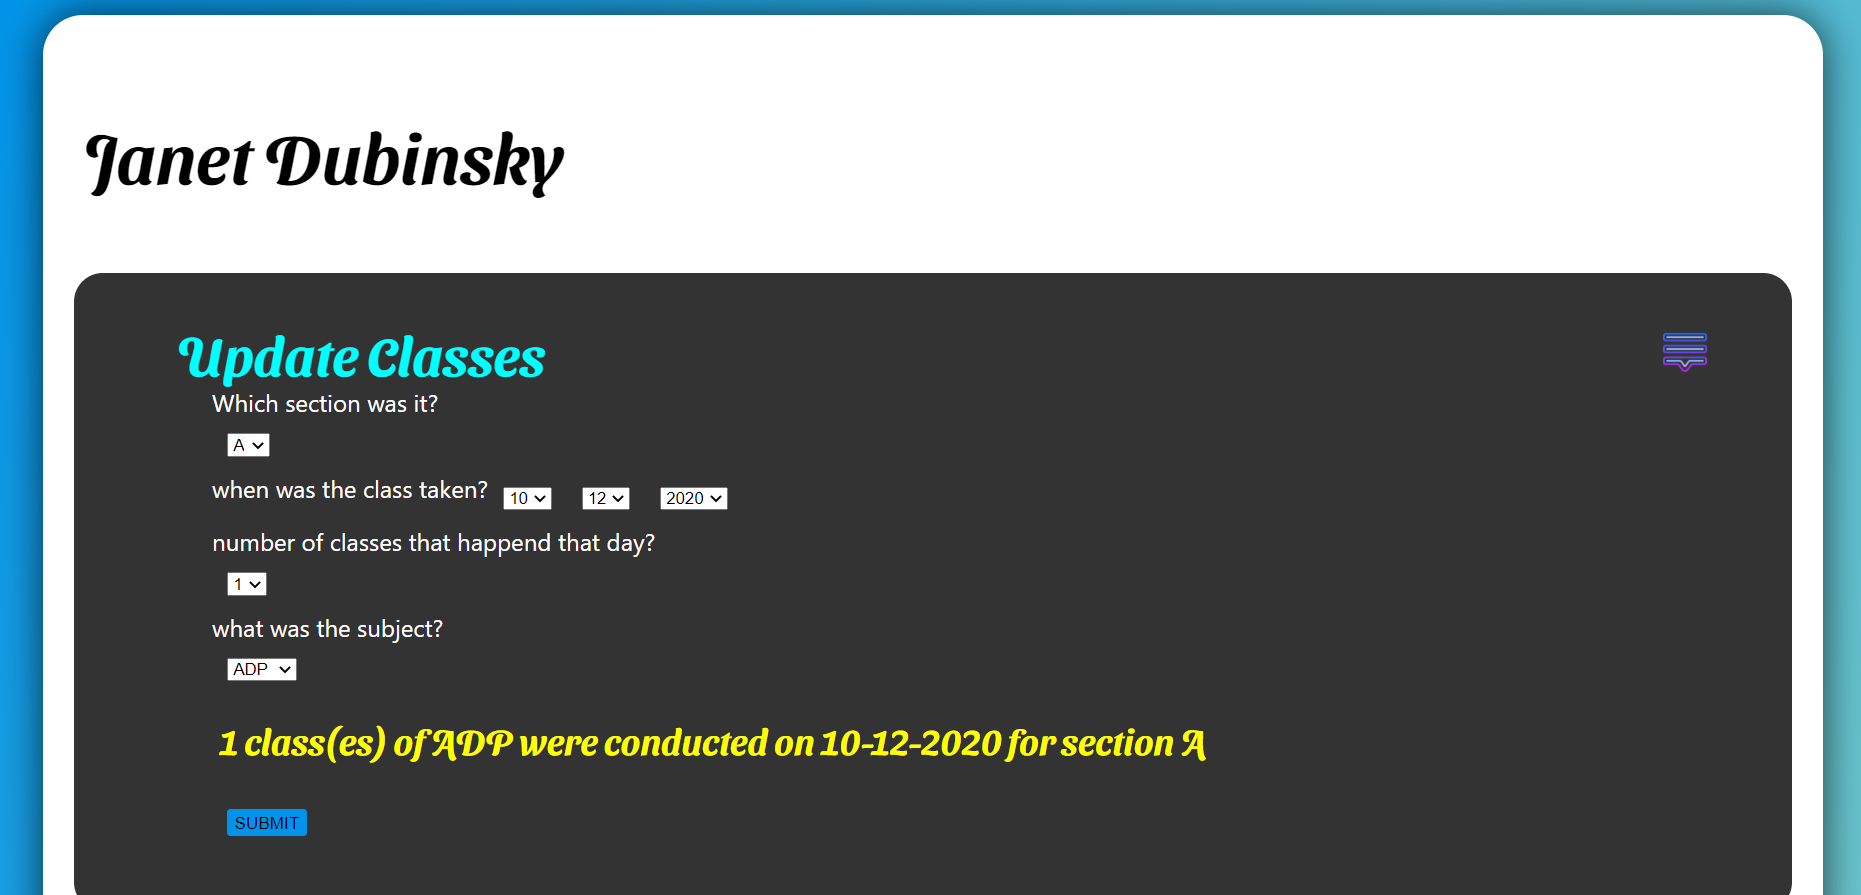 Janet Dubinsky
Update Classes
Which section was it?
A
when was the class taken? 10 12 2020
number of classes that happend that day?
1
what was the subject?
ADP
1 class(es) of ADP were conducted on 10-12-2020 for section A
SUBMIT